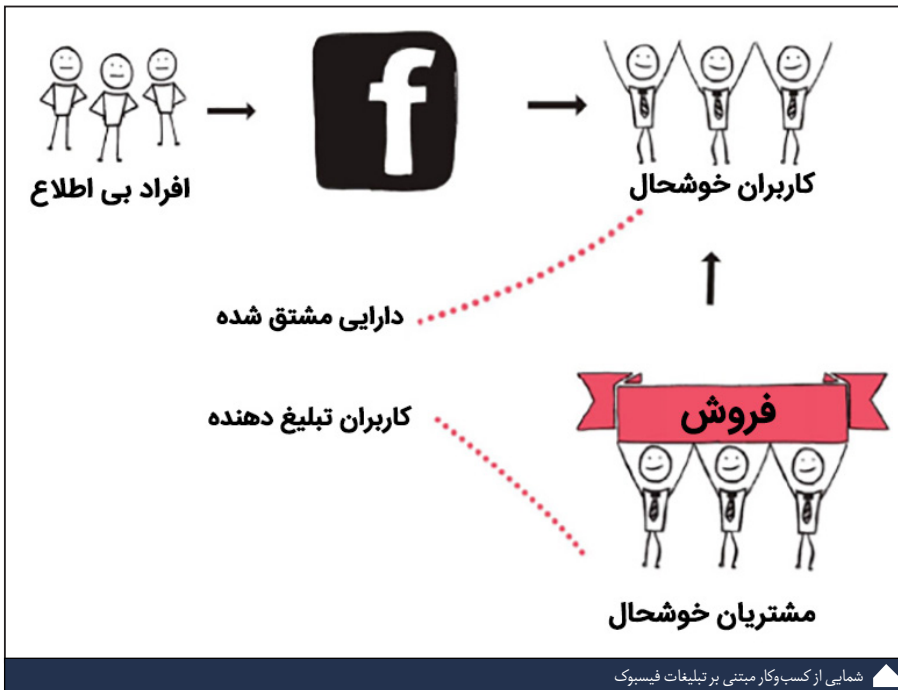 f
افراد بی اطلاع
کاربران خوشحال
دارایی مشتق شده
کاربران تبلیغ دهنده
فروش
مشتریان خوشحال
شمایی از کسب‌وکار مبتنی بر تبلیغات فیسبوک